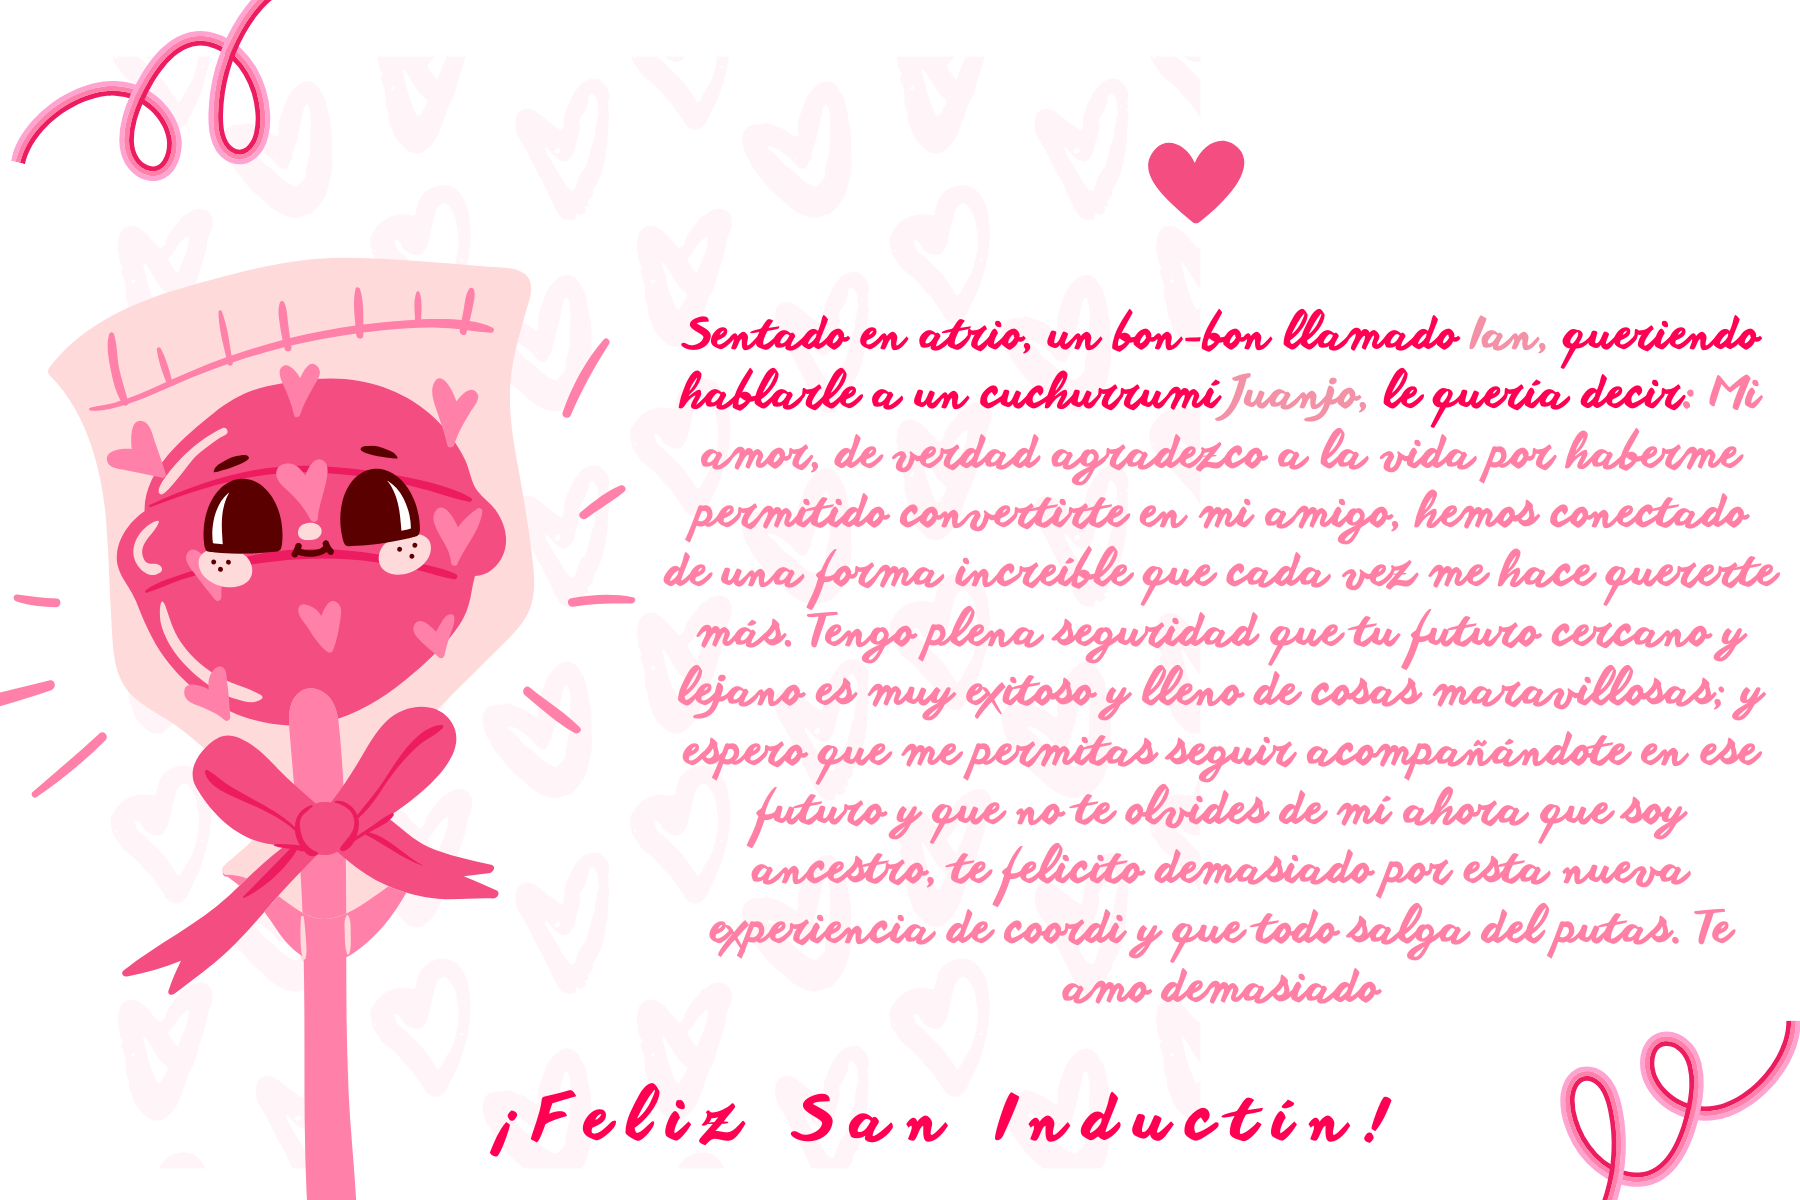 Sentado en atrio, un bon-bon llamado Ian, queriendo
hablarle a un cuchurrumí Juanjo, le quería decir: Mi
amor, de verdad agradezco a la vida por haberme
permitido convertirte en mi amigo, hemos conectado
de una forma increíble que cada vez me hace quererte
más. Tengo plena seguridad que tu futuro cercano y
lejano es muy exitoso y lleno de cosas maravillosas; y
espero que me permitas seguir acompañándote en ese
futuro y que no te olvides de mí ahora que soy
ancestro, te felicito demasiado por esta nueva
experiencia de coordi y que todo salga del putas. Te
amo demasiado
¡Feliz San Inductín!